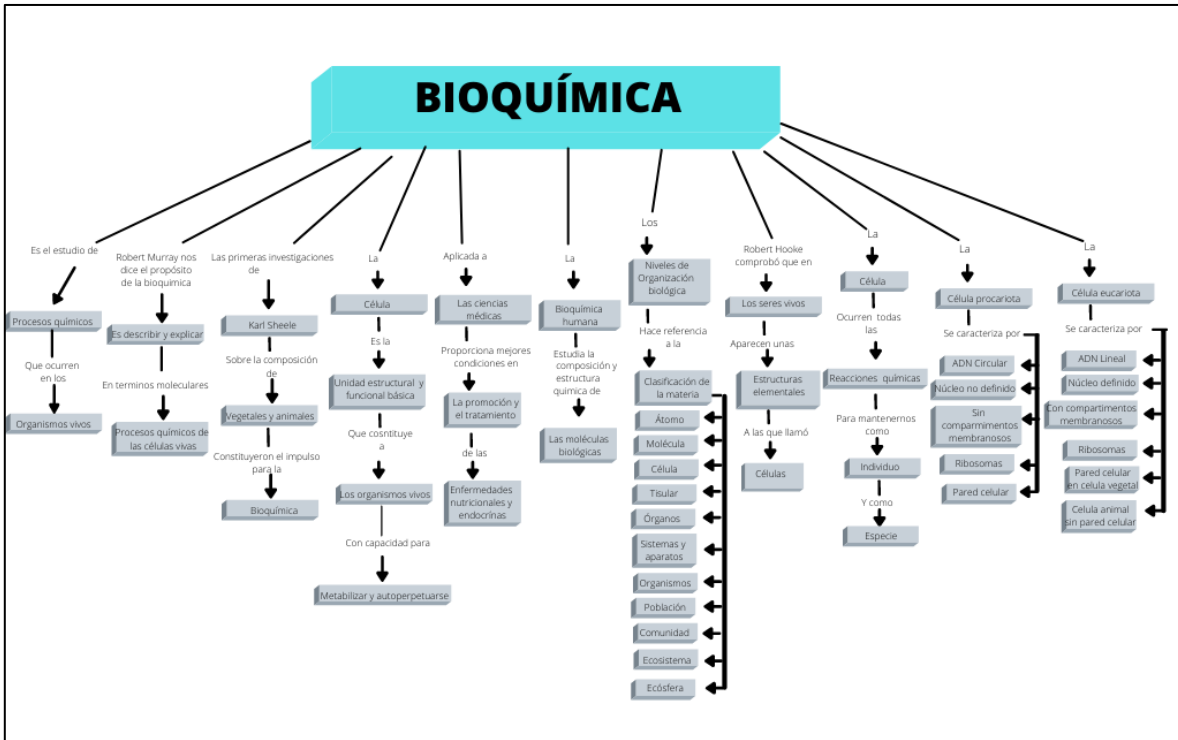 BIOQUÍMICA
Es el estudio de
Procesos químicos
Que ocurren
en los
Organismos vivos
Robert Murray nos
dice el propósito
de la bioquimica
Es describir y explicar
En terminos moleculares
Procesos químicos de
las células vivas
Las primeras investigaciones
de
Karl Sheele
Sobre la composición
de
Vegetales y animales
Constituyeron el impulso
para la
Bioquímica
La
Célula
Es la
Unidad estructural y
funcional básica
Que cosntituye
a
Los organismos vivos
Con capacidad para
Metabilizar y autoperpetuarse
Aplicada a
Las ciencias
médicas
Proporciona mejores
condiciones en
La promoción y
el tratamiento
de las
Enfermedades
nutricionales y
endocrínas
La
Bioquímica
humana
Estudia la
composición y
estructura
quimica de
Las moléculas
biológicas
Los
Niveles de
Organización
biológica
Hace referencia
a la
Clasificación de
la materia
Átomo
Molécula
Célula
Tisular
Órganos
Sistemas y
aparatos
Organismos
Población
Comunidad
Ecosistema
Ecósfera
Robert Hooke
comprobó que en
Los seres vivos
Aparecen unas
Estructuras
elementales
A las que llamó
Células
La
Célula
Ocurren todas
las
Reacciones químicas
Para mantenernos
como
Individuo
Y como
Especie
La
Célula procariota
Se caracteriza por
ADN Circular
Núcleo no definido
Sin
comparmimentos
membranosos
Ribosomas
Pared celular
La
Célula eucariota
Se caracteriza por
ADN Lineal
Núcleo definido
Con compartimentos
membranosos
Ribosomas
Pared celular
en celula vegetal
Celula animal
sin pared celular